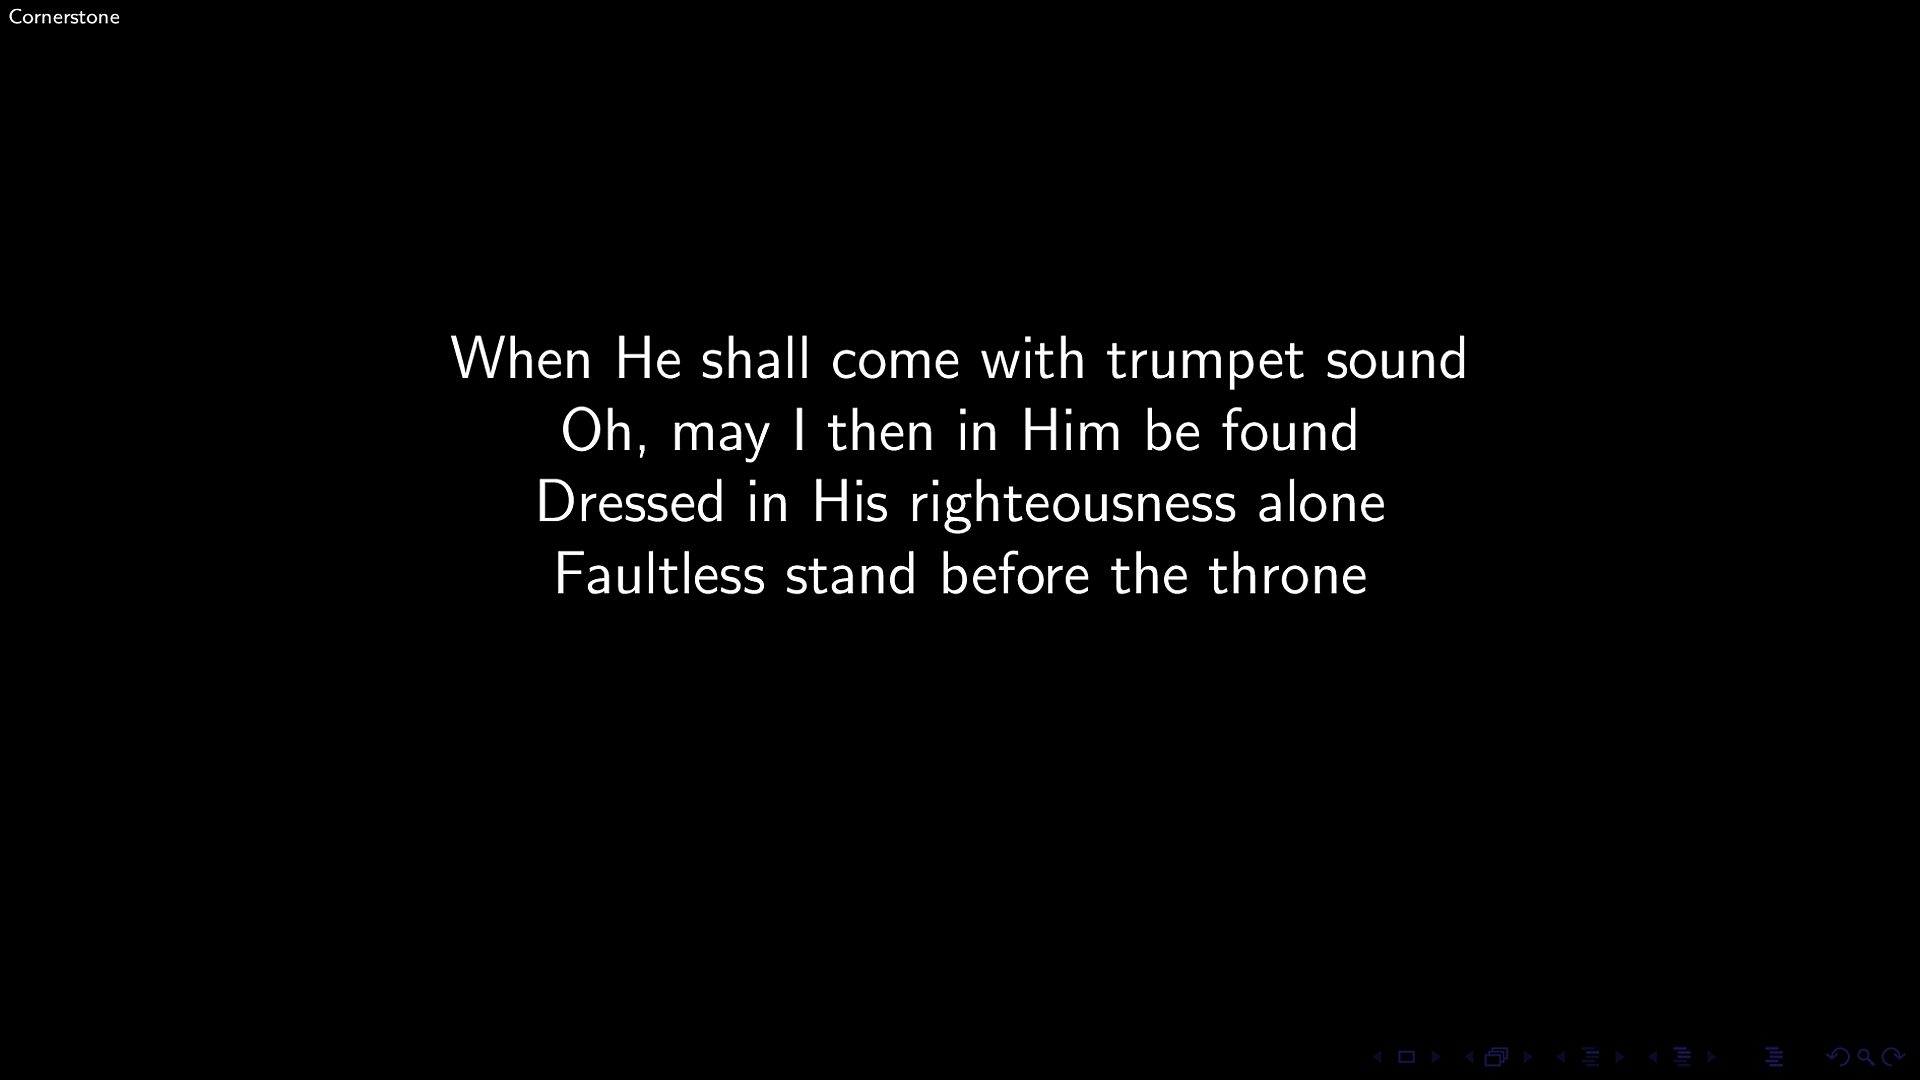 Cornerstone
When He shall come with trumpet sound
Oh, may I then in Him be found
Dressed in His righteousness alone
Faultless stand before the throne